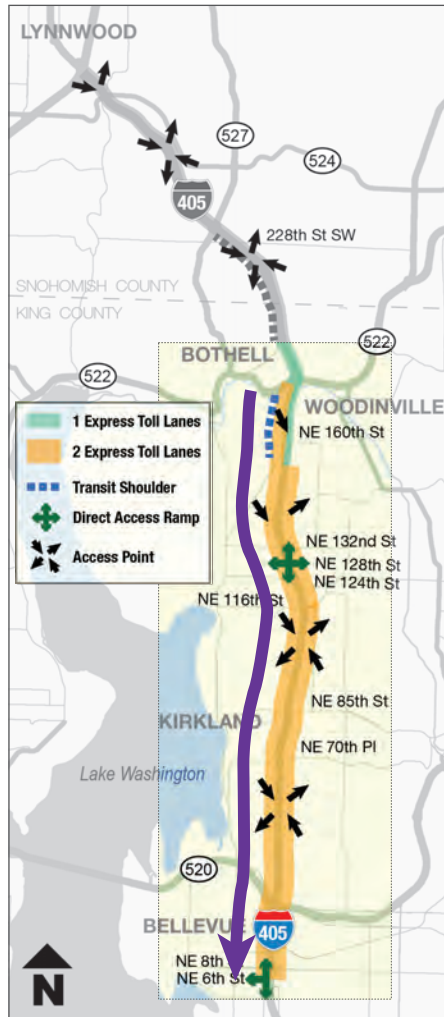 LYNNWOOD
527
524
405
228th St SW
SNOHOMISH COUNTY
KING COUNTY
BOTHELL
522
522
WOODINVILLE
1 Express Toll Lanes
2 Express Toll Lanes
Transit Shoulder
Direct Access Ramp
Access Point
NE 160th St
NE 132nd St
NE 128th St
NE 124th St
NE 116th St
NE 85th St
KIRKLAND
NE 70th Pl
Lake Washington
520
BELLEVUE
405
NE 8th
NE 6th St
N